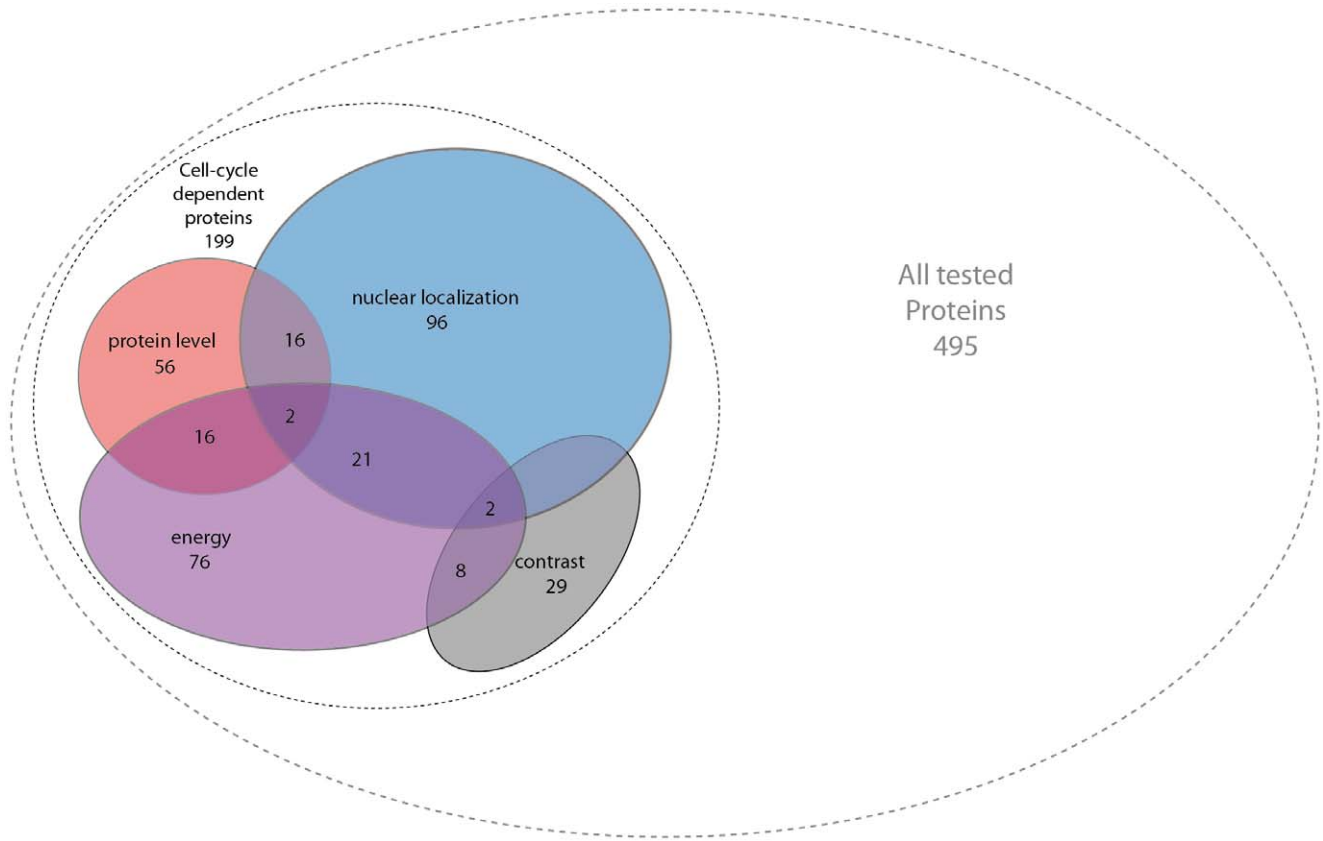 Cell-cycle
dependent
proteins
199
nuclear localization
96
All tested
Proteins
495
protein level
56
16
2
16
21
2
energy
76
8
contrast
29